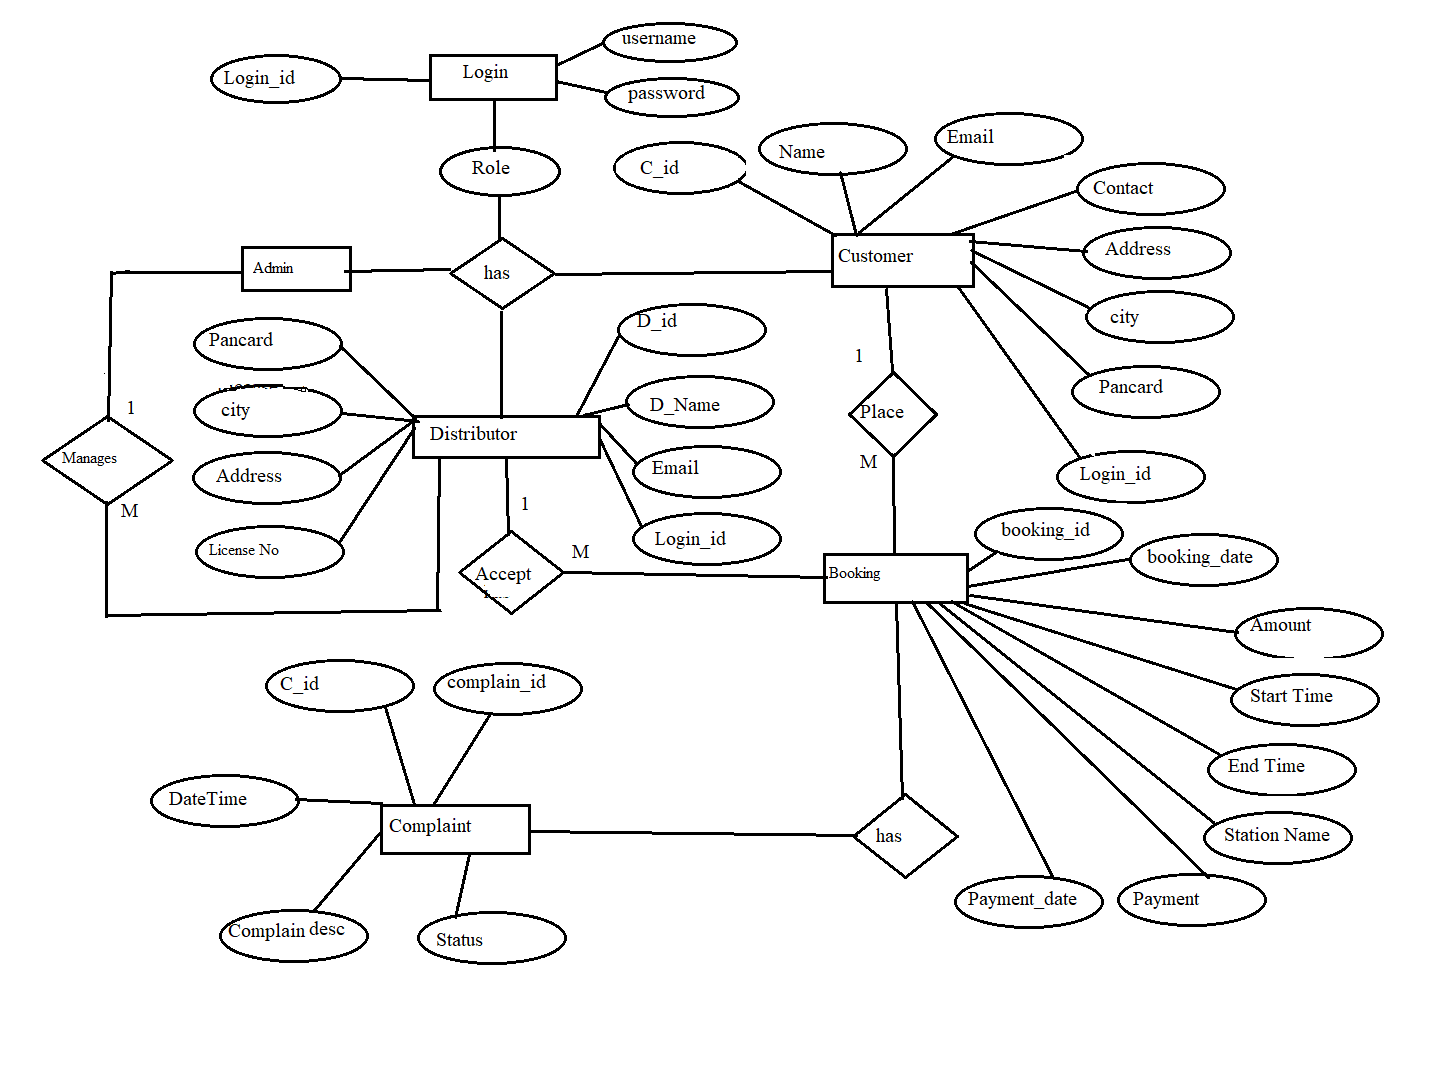 username
Login
Login_id
password
Role
Name
Email
C_id
Contact
Address
city
Pancard
Login_id
Customer
Admin
has
Pancard
city
Address
License No
D_id
D_Name
Email
Login_id
Distributor
1
Manages
M
1
Place
M
1
Accept
M
Booking
booking_id
booking_date
Amount
Start Time
End Time
Station Name
Payment
Payment_date
has
C_id
complain_id
DateTime
Complaint
Complain desc
Status